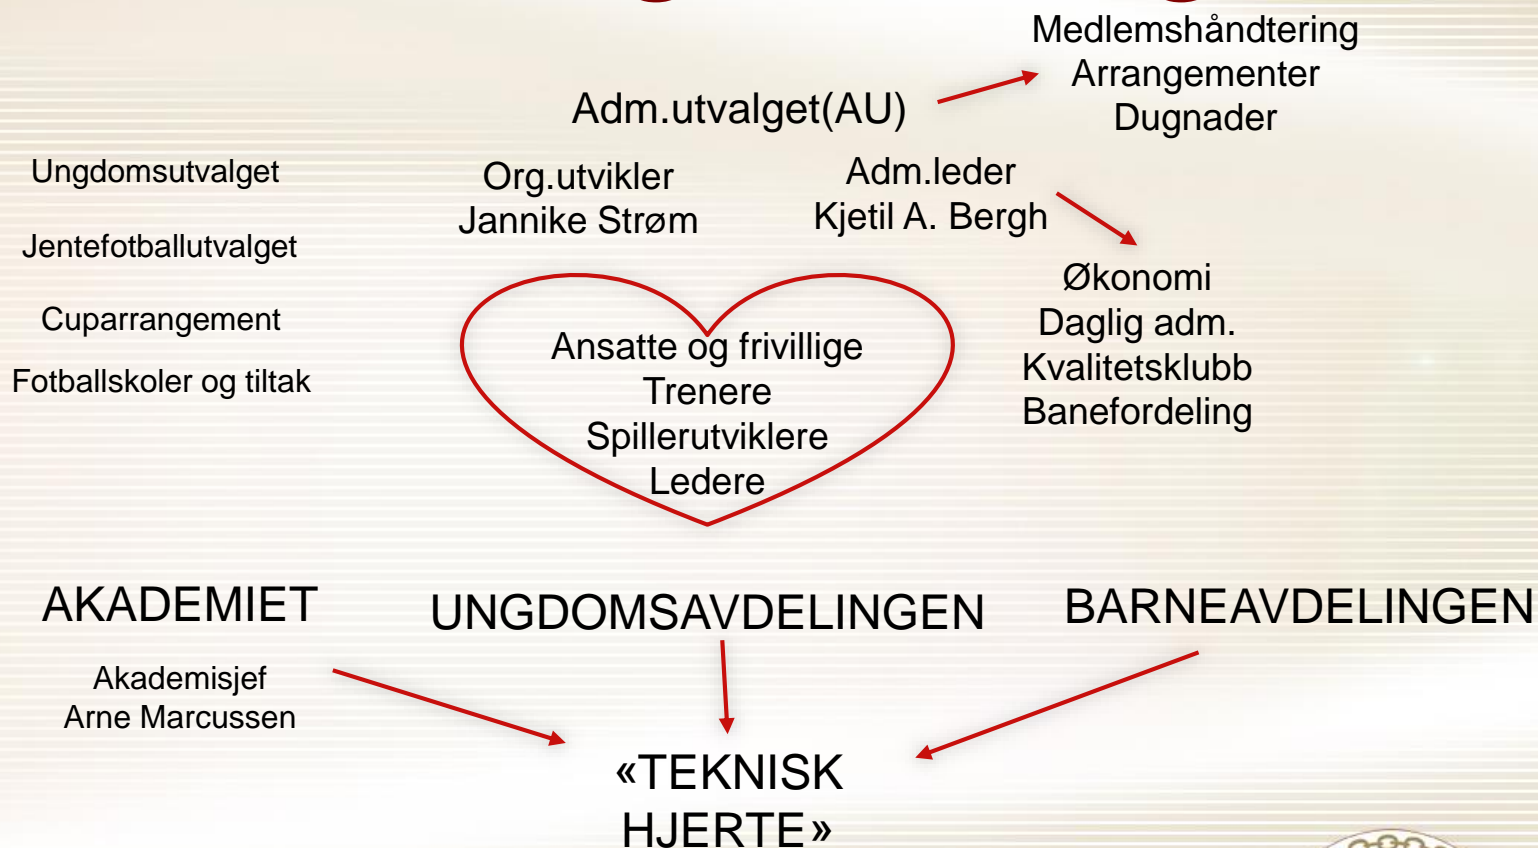 Medlemshåndtering
Arrangementer
Dugnader
Adm.utvalget(AU)
Ungdomsutvalget
Jentefotballutvalget
Cuparrangement
Fotballskoler og tiltak
Org.utvikler
Jannike Strøm
Adm.leder
Kjetil A. Bergh
Økonomi
Daglig adm.
Kvalitetsklubb
Banefordeling
Ansatte og frivillige
Trenere
Spillerutviklere
Ledere
AKADEMIET
Akademisjef
Arne Marcussen
UNGDOMSAVDELINGEN
BARNEAVDELINGEN
«TEKNISK
HJERTE»